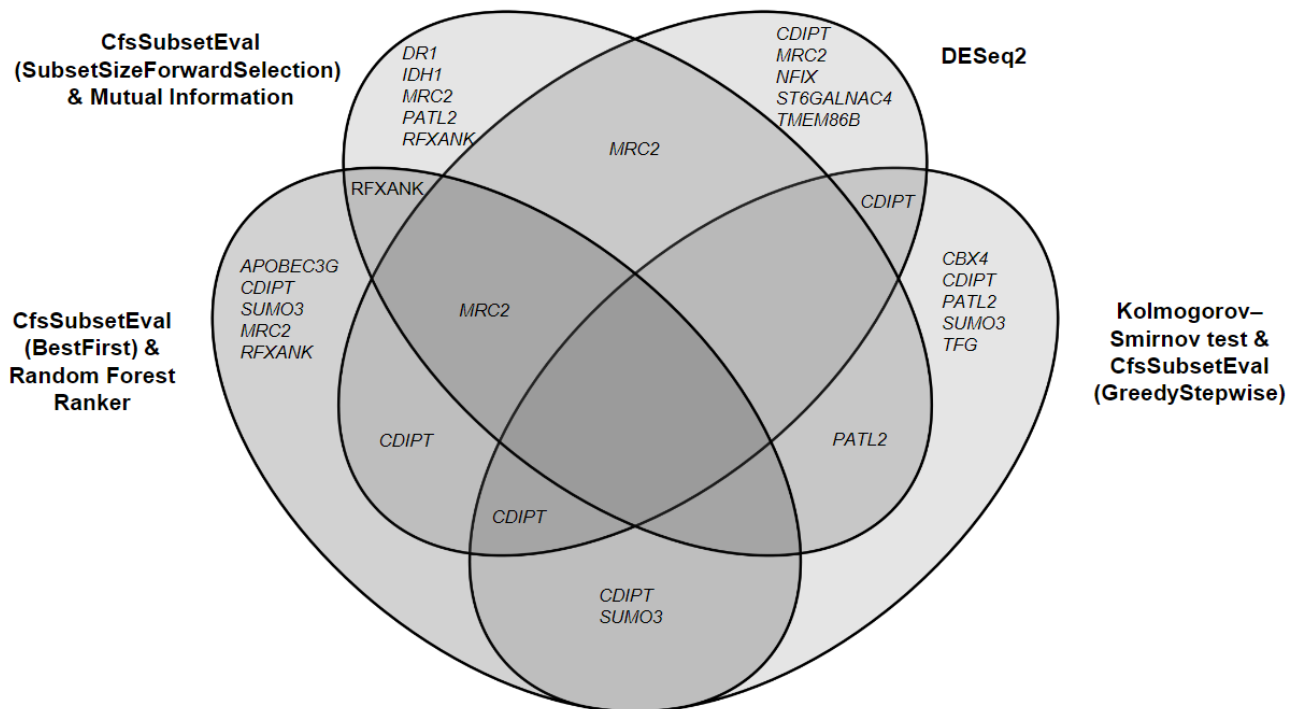 CfsSubsetEval
(SubsetSizeForwardSelection)
& Mutual Information
DR1
IDH1
MRC2
PATL2
RFXANK
CDIPT
MRC2
NFIX
ST6GALNAC4
TMEM86B
DESeq2
MRC2
RFXANK
CDIPT
APOBEC3G
CDIPT
SUMO3
MRC2
RFXANK
CfsSubsetEval
(BestFirst) &
Random Forest
Ranker
MRC2
CBX4
CDIPT
PATL2
SUMO3
TFG
Kolmogorov–
Smirnov test &
CfsSubsetEval
(GreedyStepwise)
CDIPT
PATL2
CDIPT
CDIPT
SUMO3